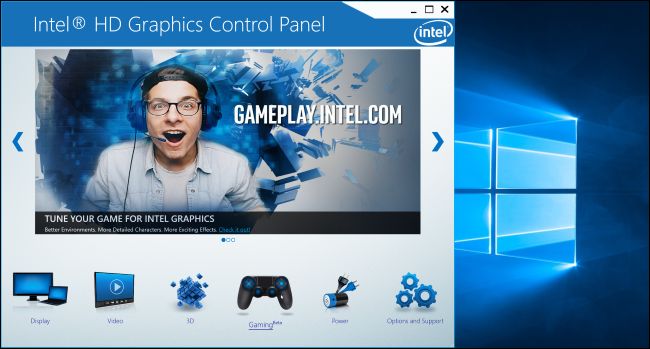 Intel® HD Graphics Control Panel
intel
GAMEPLAY.INTEL.COM
TUNE YOUR GAME FOR INTEL GRAPHICS
Better Environments. More Detailed Characters. More Exciting Effects. Check it out!
Display
Video
3D
Gaming Beta
Power
Options and Support